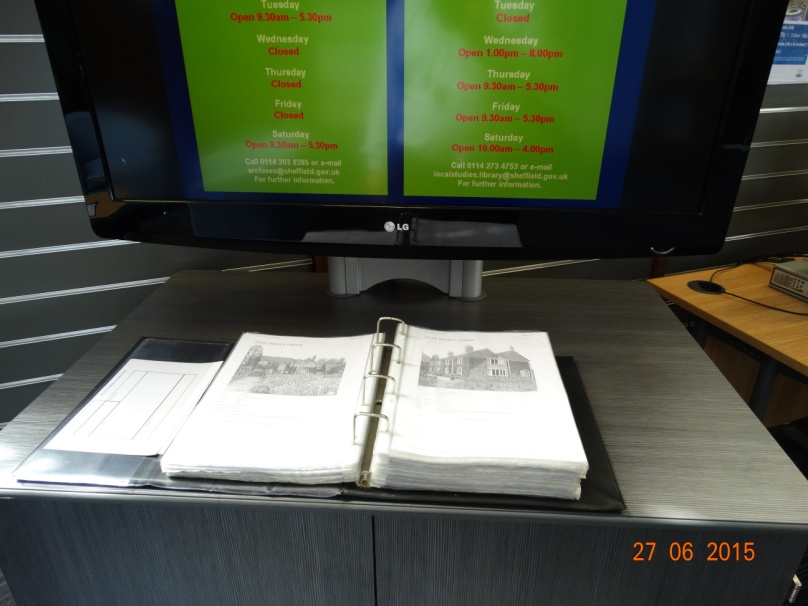 Tuesday
Open 9.30am – 5.30pm
Wednesday
Closed
Thursday
Closed
Friday
Closed
Saturday
Open 9.30am – 5.30pm
Call 0114 203 9395 or e-mail
archives@sheffield.gov.uk
For further information.
Tuesday
Closed
Wednesday
Open 1.00pm – 8.00pm
Thursday
Open 9.30am – 5.30pm
Friday
Open 9.30am – 5.30pm
Saturday
Open 10.00am – 4.00pm
Call 0114 273 4753 or e-mail
localstudies.library@sheffield.gov.uk
For further information.
LG
27 06 2015